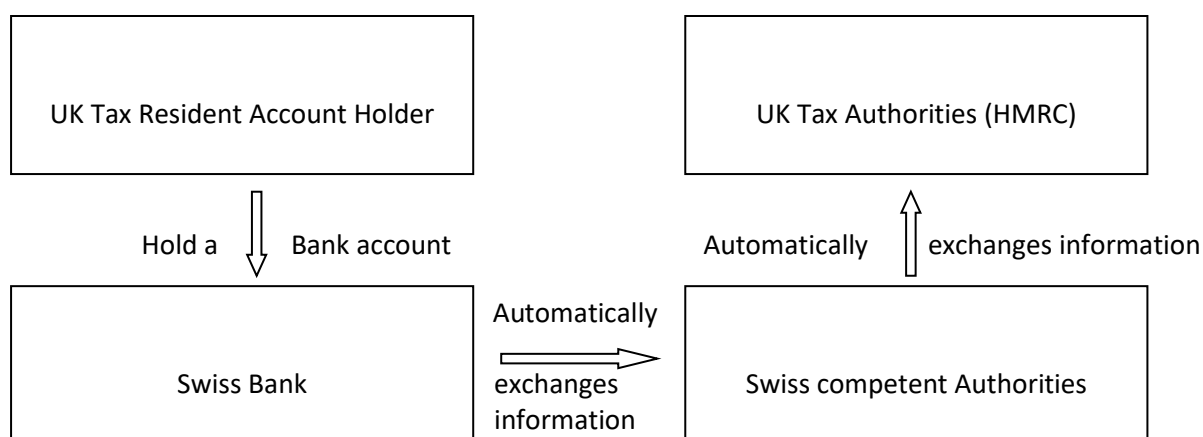 UK Tax Resident Account Holder
UK Tax Authorities (HMRC)
Hold a Bank account
Automatically exchanges information
Automatically
exchanges
information
Swiss Bank
Swiss competent Authorities